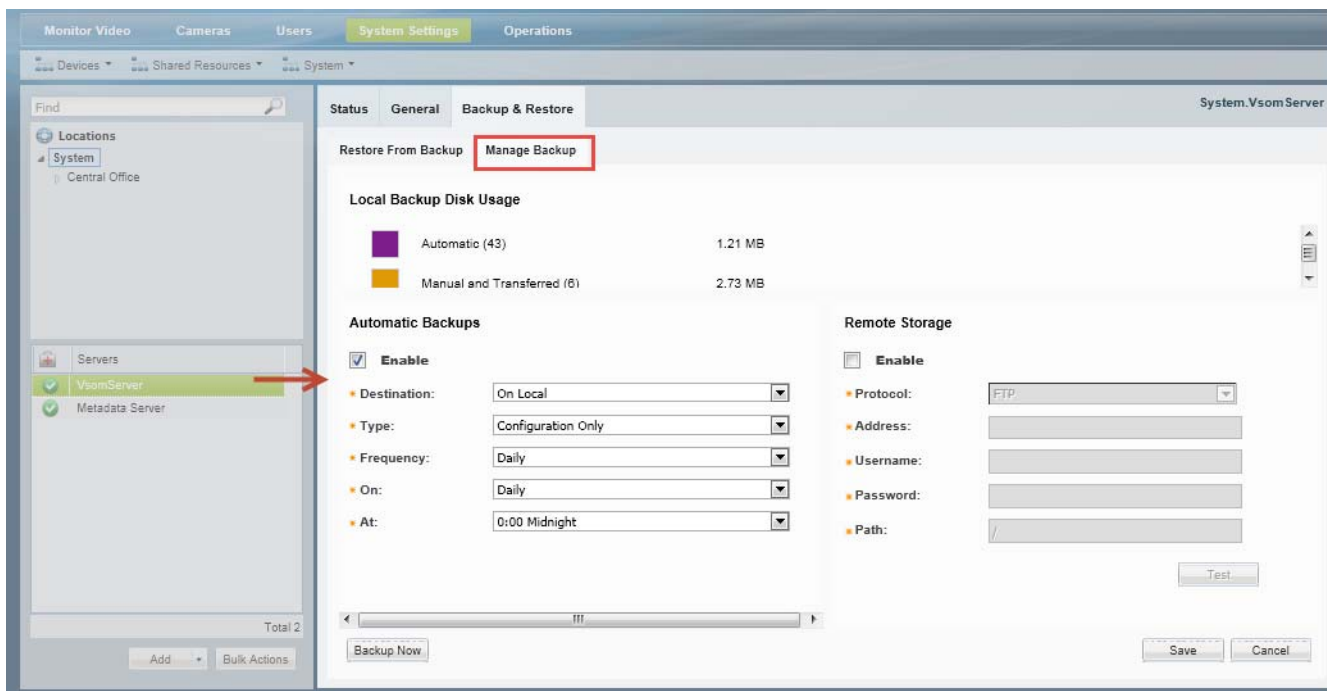 Monitor Video Cameras Users System Settings Operations
Devices Shared Resources System
Find
Locations
System
Central Office
Servers
VsomServer
Metadata Server
Total 2
Add Bulk Actions
Status General Backup & Restore System.VsomServer
Restore From Backup Manage Backup
Local Backup Disk Usage
Automatic (43) 1.21 MB
Manual and Transferred (6) 2.73 MB
Automatic Backups
Enable
* Destination: On Local
* Type: Configuration Only
* Frequency: Daily
* On: Daily
* At: 0:00 Midnight
Remote Storage
Enable
* Protocol: FTP
* Address:
* Username:
* Password:
* Path: /
Test
Backup Now Save Cancel